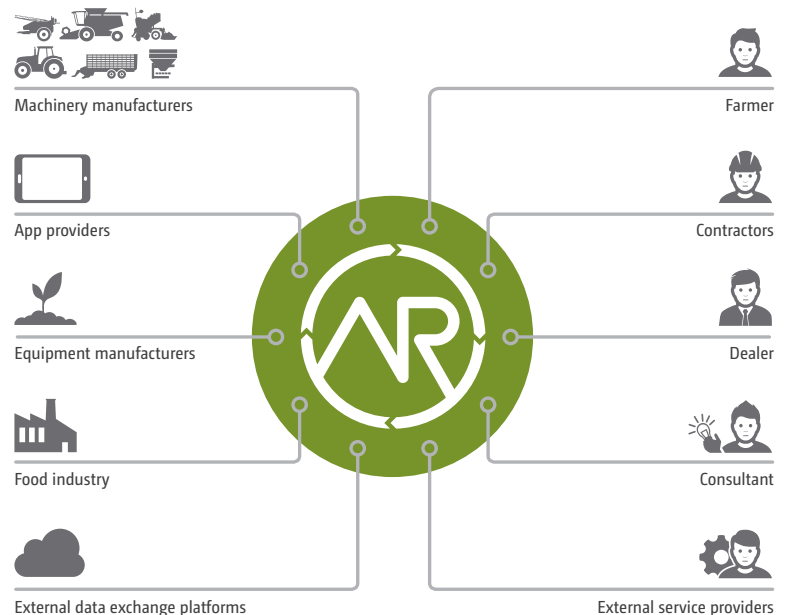 Machinery manufacturers
Farmer
App providers
Contractors
Equipment manufacturers
Dealer
AR
Food industry
Consultant
External data exchange platforms
External service providers